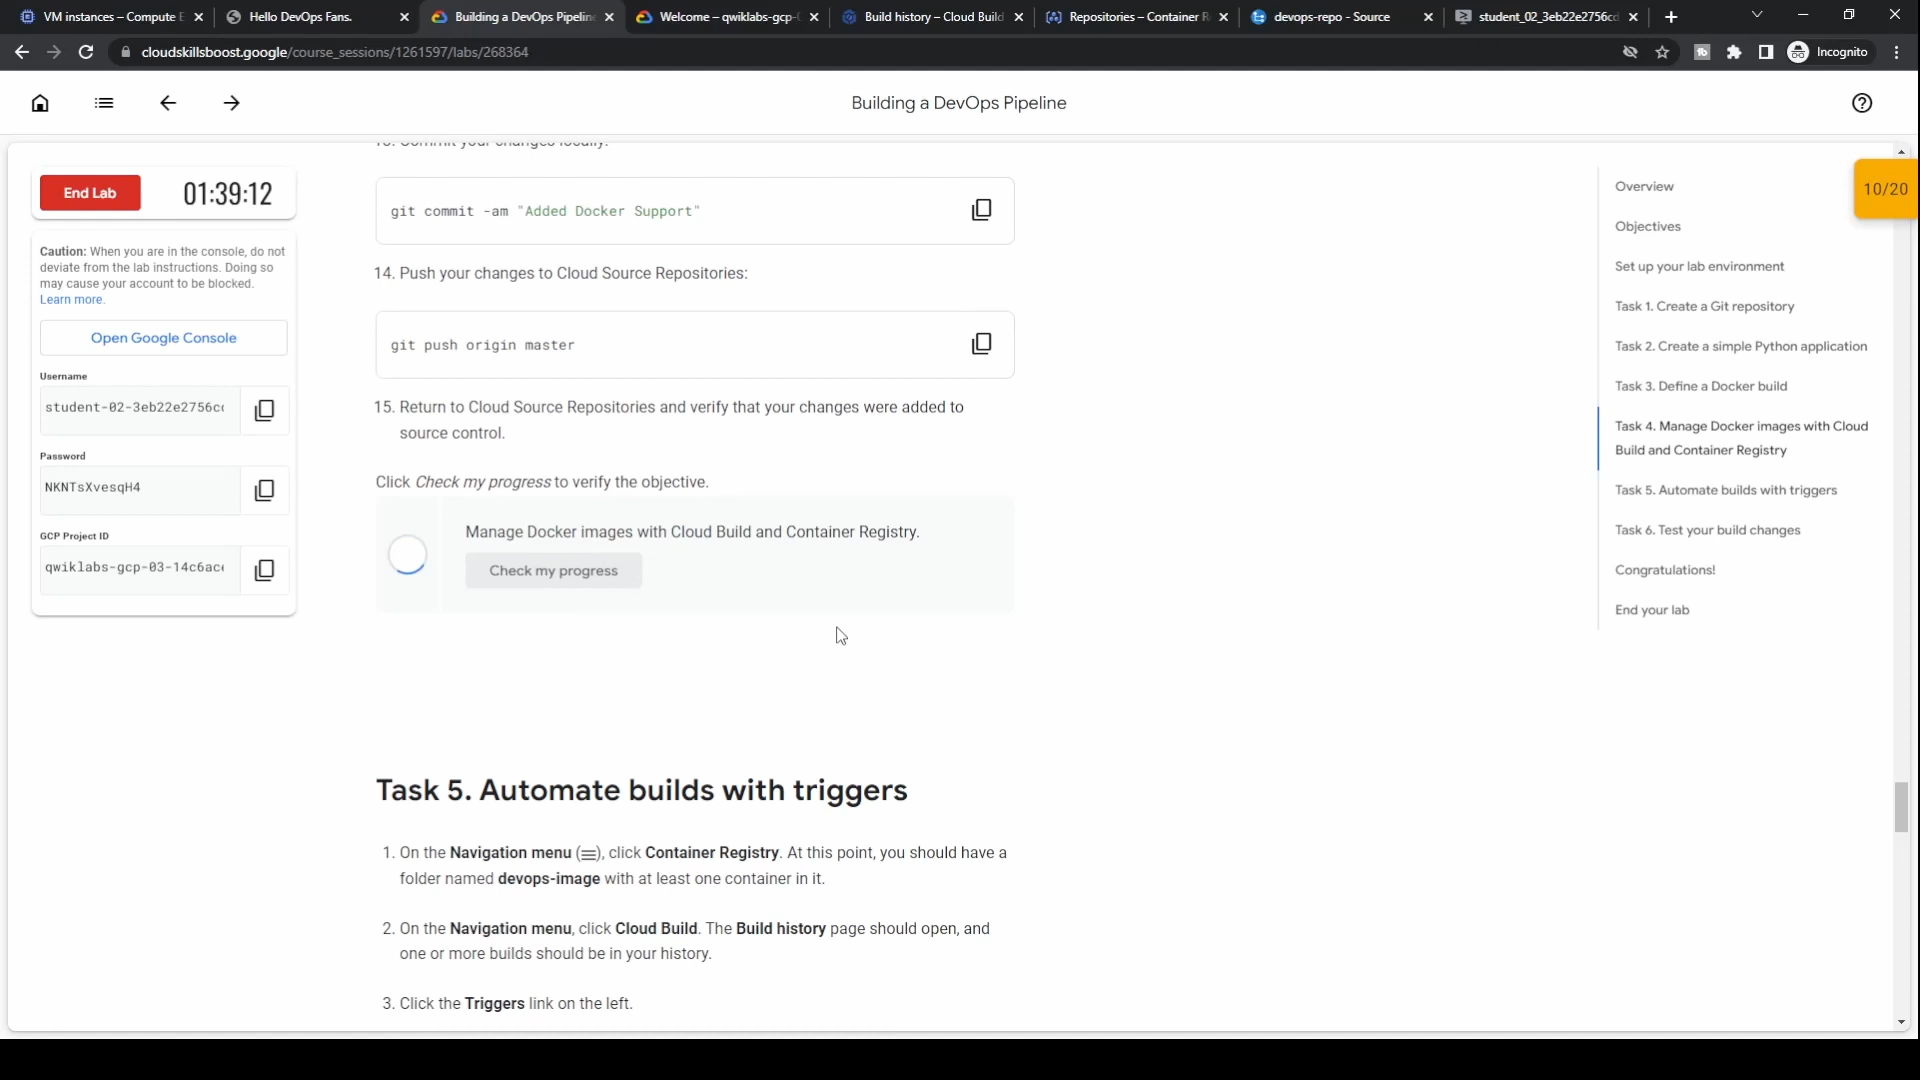 VM instances – Compute E
Hello DevOps Fans.
Building a DevOps Pipeline
Welcome – qwiklabs-gcp-
Build history – Cloud Build
Repositories – Container R
devops-repo - Source
student_02_3eb22e2756cd
cloudskillsboost.google/course_sessions/1261597/labs/268364
Incognito
Building a DevOps Pipeline
End Lab
01:39:12
Caution: When you are in the console, do not
deviate from the lab instructions. Doing so
may cause your account to be blocked.
Learn more.
Open Google Console
Username
student-02-3eb22e2756c
Password
NKNTsXvesqH4
GCP Project ID
qwiklabs-gcp-03-14c6ac
13. Commit your changes locally:
git commit -am "Added Docker Support"
14. Push your changes to Cloud Source Repositories:
git push origin master
15. Return to Cloud Source Repositories and verify that your changes were added to
source control.
Click Check my progress to verify the objective.
Manage Docker images with Cloud Build and Container Registry.
Check my progress
Task 5. Automate builds with triggers
1. On the Navigation menu (≡), click Container Registry. At this point, you should have a
folder named devops-image with at least one container in it.
2. On the Navigation menu, click Cloud Build. The Build history page should open, and
one or more builds should be in your history.
3. Click the Triggers link on the left.
10/20
Overview
Objectives
Set up your lab environment
Task 1. Create a Git repository
Task 2. Create a simple Python application
Task 3. Define a Docker build
Task 4. Manage Docker images with Cloud
Build and Container Registry
Task 5. Automate builds with triggers
Task 6. Test your build changes
Congratulations!
End your lab